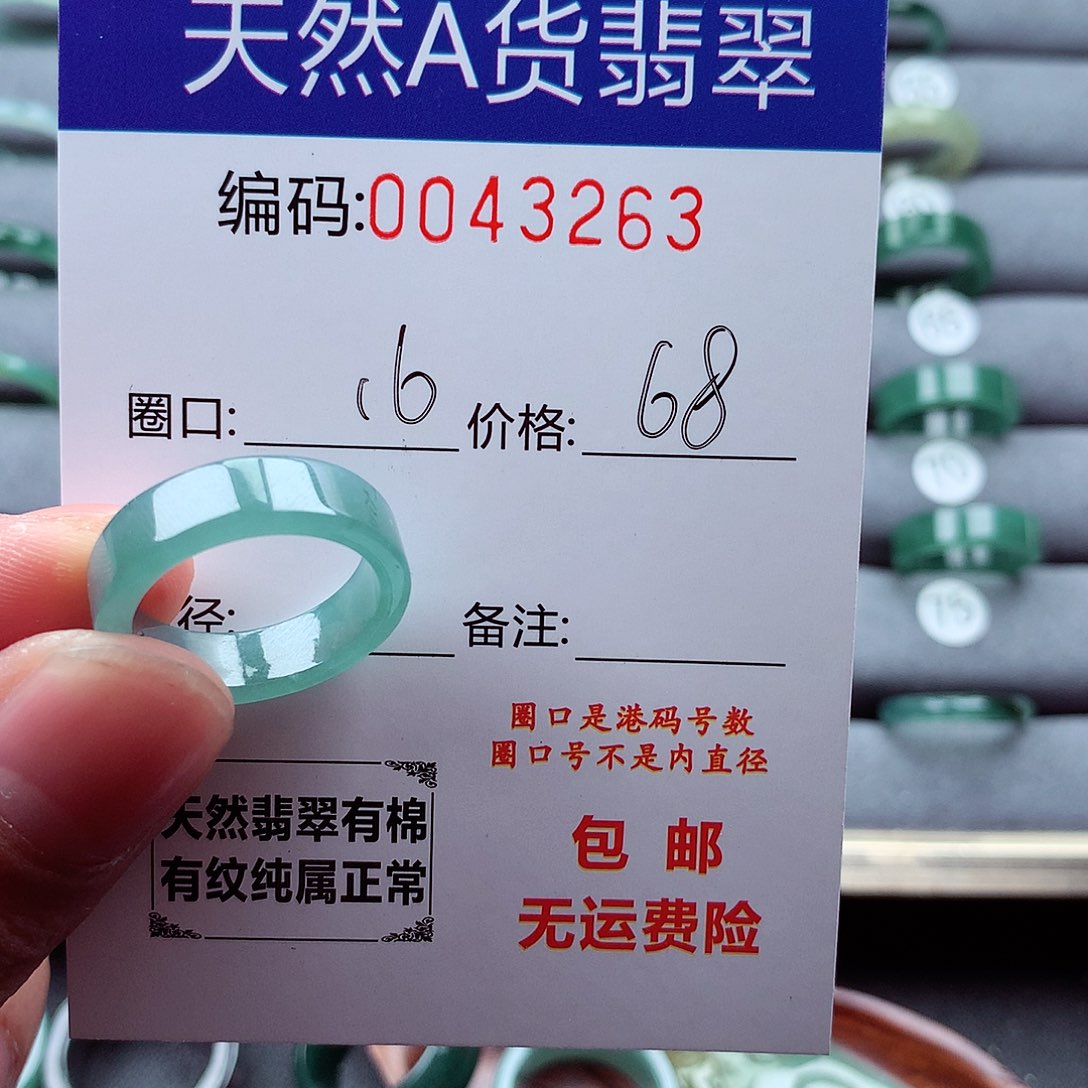 天然A货翡翠
编码:0043263
圈口: 16 价格: 68
径: 备注:
圈口是港码号数
圈口号不是内直径
天然翡翠有棉
有纹纯属正常
包 邮
无运费险